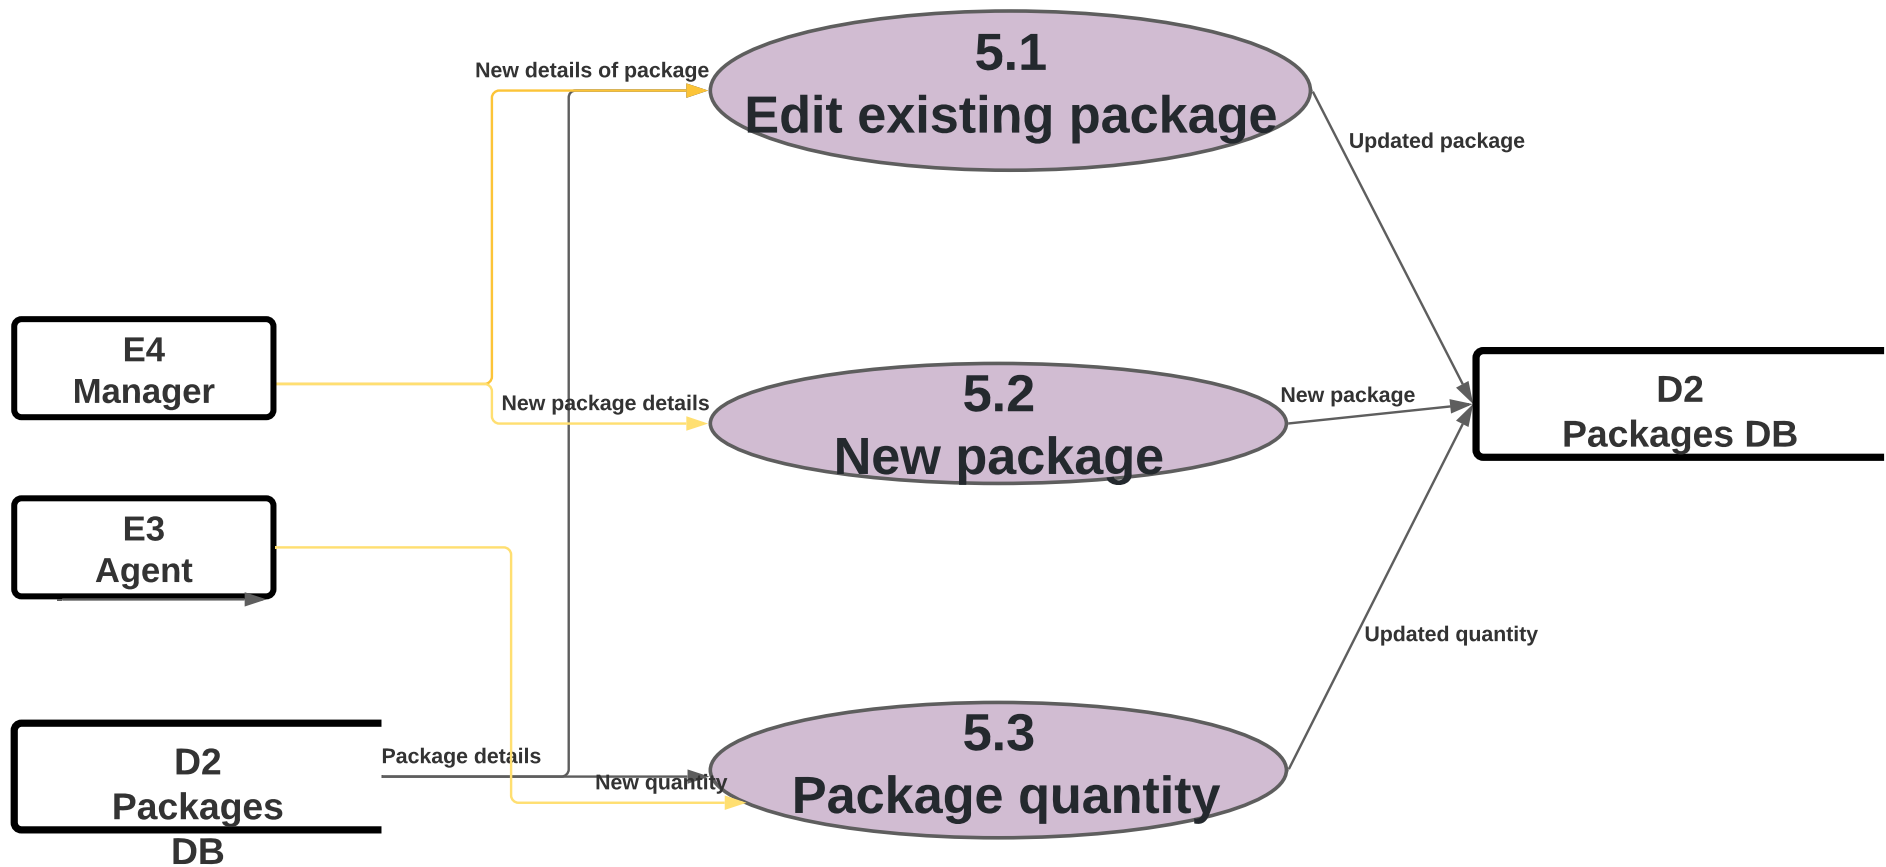 5.1
Edit existing package
New details of package
Updated package
E4
Manager
New package details
5.2
New package
New package
D2
Packages DB
E3
Agent
Updated quantity
D2
Packages
DB
Package details
New quantity
5.3
Package quantity